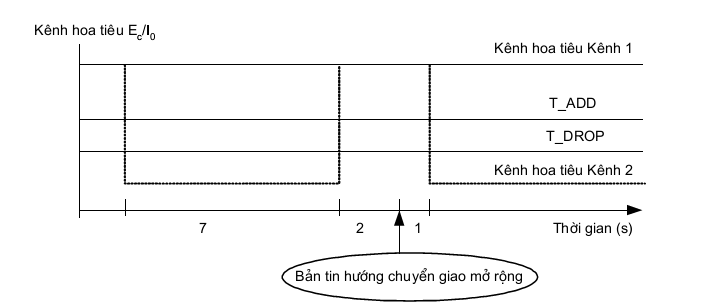 Kênh hoa tiêu Ec/I0
Kênh hoa tiêu Kênh 1
T_ADD
T_DROP
Kênh hoa tiêu Kênh 2
7 2 1 Thời gian (s)
Bản tin hướng chuyển giao mở rộng